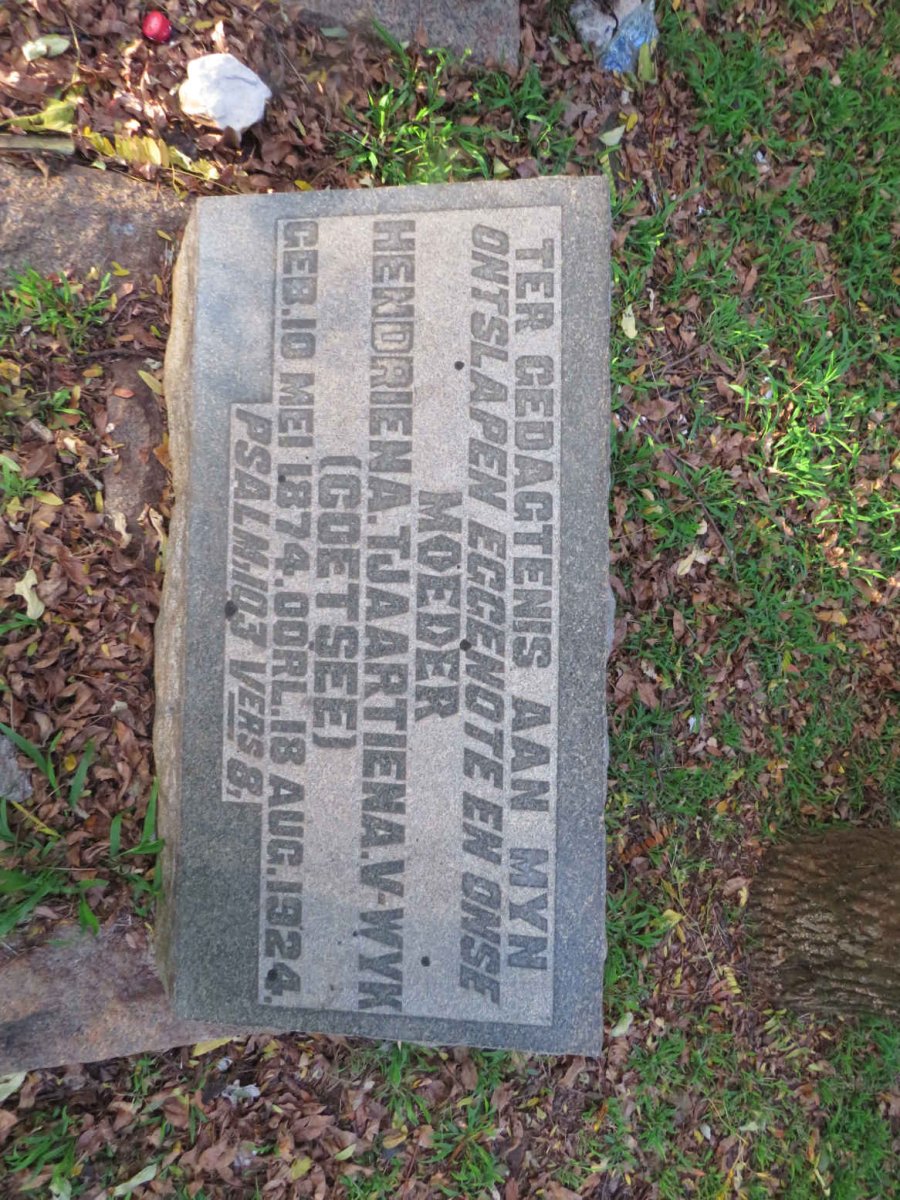 TER GEDACTENIS AAN MYN
ONTSLAPEN EGGENOTE EN ONSE
MOEDER
HENDRIENA.TJAARTIENA.V-WYK
(GOETSEE)
GEB.10 MEI 1874.OORL.18 AUG.1924.
PSALM.103 VERS 8,